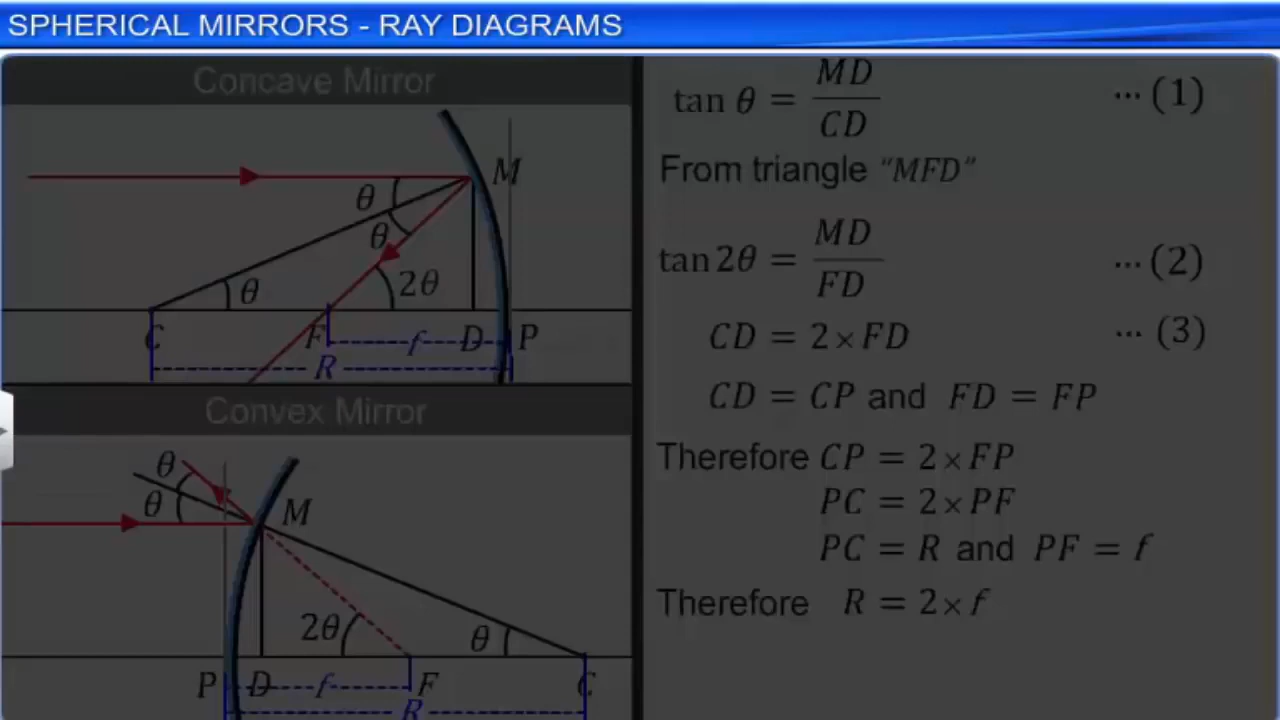 SPHERICAL MIRRORS - RAY DIAGRAMS
Concave Mirror
M
θ
θ
θ
2θ
C
F
f
D
P
R
Convex Mirror
θ
θ
M
2θ
θ
P
D
f
F
C
R
tan θ = MD/CD ... (1)
From triangle "MFD"
tan 2θ = MD/FD ... (2)
CD = 2 × FD ... (3)
CD = CP and FD = FP
Therefore CP = 2 × FP
PC = 2 × PF
PC = R and PF = f
Therefore R = 2 × f